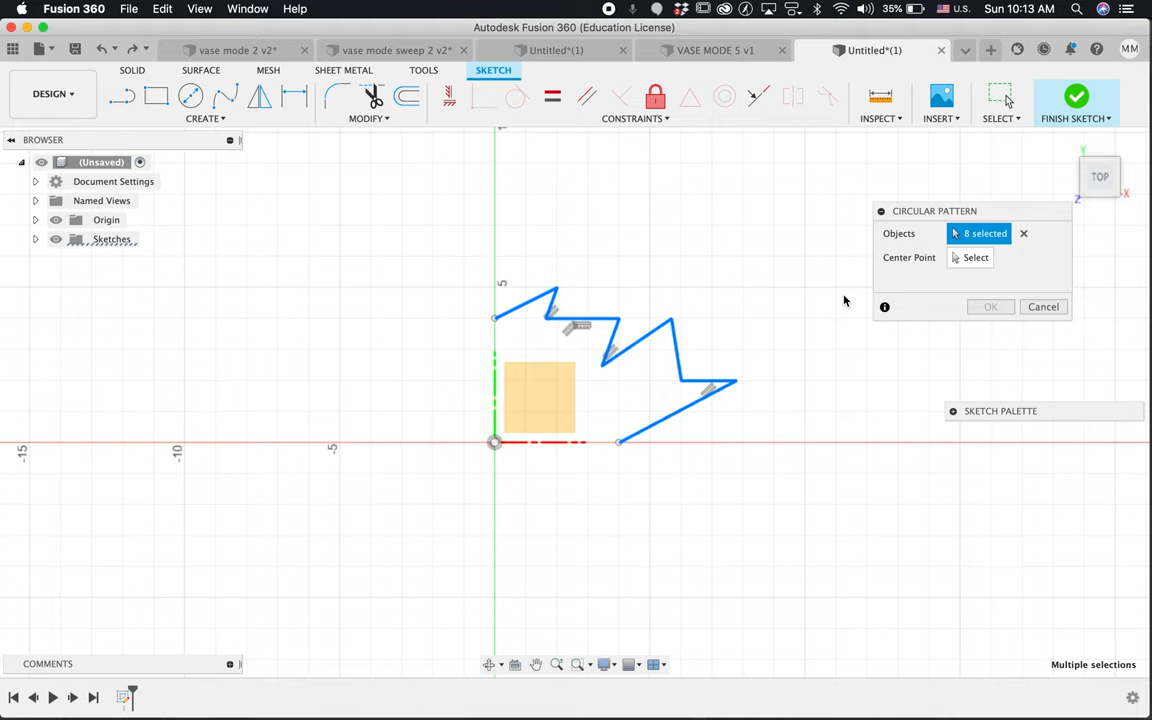 Fusion 360 File Edit View Window Help 35% U.S. Sun 10:13 AM
Autodesk Fusion 360 (Education License)
vase mode 2 v2* vase mode sweep 2 v2* Untitled*(1) VASE MODE 5 v1 Untitled*(1) MM
SOLID SURFACE MESH SHEET METAL TOOLS SKETCH
DESIGN
CREATE MODIFY CONSTRAINTS INSPECT INSERT SELECT FINISH SKETCH
BROWSER
(Unsaved)
Document Settings
Named Views
Origin
Sketches
Y
TOP
X
Z
CIRCULAR PATTERN
Objects 8 selected
Center Point Select
OK Cancel
5
SKETCH PALETTE
-15 -10 -5
COMMENTS
Multiple selections